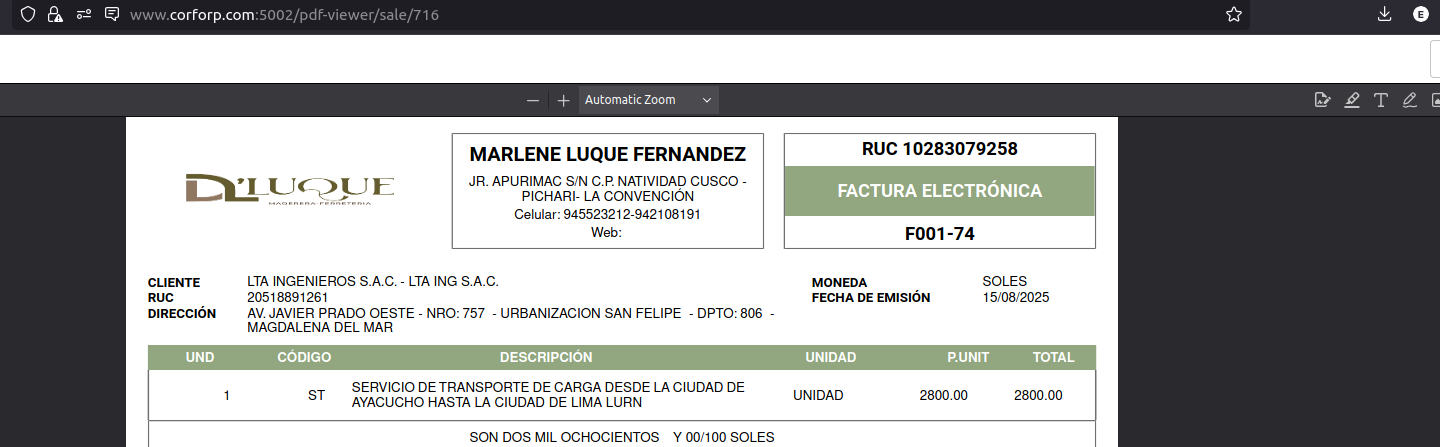 www.corforp.com:5002/pdf-viewer/sale/716
E
Automatic Zoom
D'LUQUE
MADERERA-FERRETERIA
MARLENE LUQUE FERNANDEZ
JR. APURIMAC S/N C.P. NATIVIDAD CUSCO -
PICHARI- LA CONVENCIÓN
Celular: 945523212-942108191
Web:
RUC 10283079258
FACTURA ELECTRÓNICA
F001-74
CLIENTE LTA INGENIEROS S.A.C. - LTA ING S.A.C.
RUC 20518891261
DIRECCIÓN AV. JAVIER PRADO OESTE - NRO: 757 - URBANIZACION SAN FELIPE - DPTO: 806 -
MAGDALENA DEL MAR
MONEDA SOLES
FECHA DE EMISIÓN 15/08/2025
UND CÓDIGO DESCRIPCIÓN UNIDAD P.UNIT TOTAL
1 ST SERVICIO DE TRANSPORTE DE CARGA DESDE LA CIUDAD DE UNIDAD 2800.00 2800.00
AYACUCHO HASTA LA CIUDAD DE LIMA LURN
SON DOS MIL OCHOCIENTOS Y 00/100 SOLES